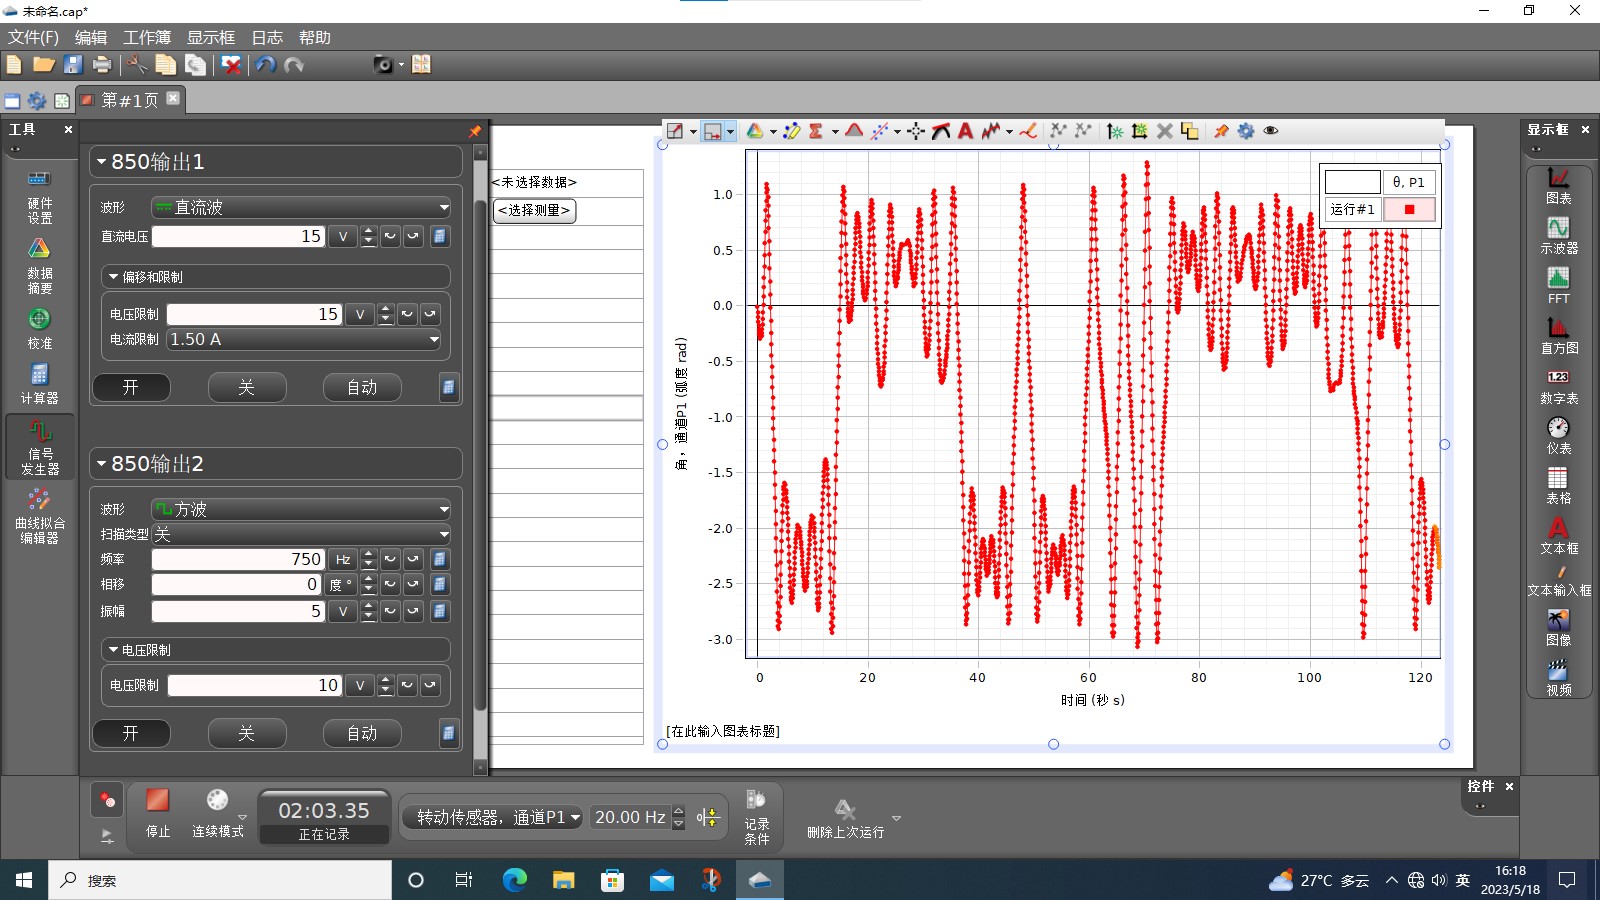 未命名.cap*
文件(F) 编辑 工作簿 显示框 日志 帮助
第#1页
工具
硬件
设置
数据
摘要
校准
计算器
信号
发生器
曲线拟合
编辑器
850输出1
波形 直流波
直流电压 15 V
偏移和限制
电压限制 15 V
电流限制 1.50 A
开 关 自动
850输出2
波形 方波
扫描类型 关
频率 750 Hz
相移 0 度 °
振幅 5 V
电压限制
电压限制 10 V
开 关 自动
<未选择数据>
<选择测量>
θ, P1
运行#1
1.0
0.5
0.0
-0.5
-1.0
-1.5
-2.0
-2.5
-3.0
角，通道P1 (弧度 rad)
0 20 40 60 80 100 120
时间 (秒 s)
[在此输入图表标题]
显示框
图表
示波器
FFT
直方图
1.23
数字表
仪表
表格
A
文本框
文本输入框
图像
视频
控件
停止
连续模式
02:03.35
正在记录
转动传感器，通道P1
20.00 Hz
记录
条件
删除上次运行
搜索
27°C 多云
英
16:18
2023/5/18